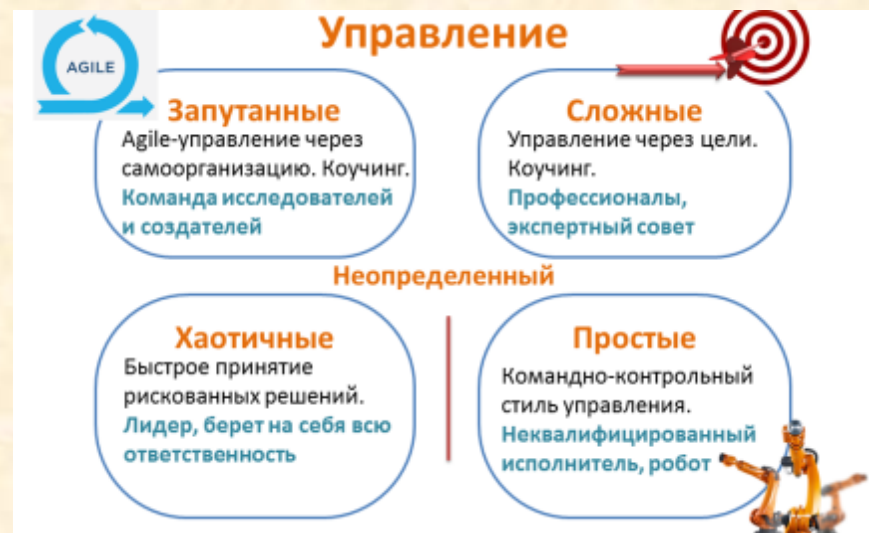 Управление
AGILE
Запутанные
Agile-управление через
самоорганизацию. Коучинг.
Команда исследователей
и создателей
Сложные
Управление через цели.
Коучинг.
Профессионалы,
экспертный совет
Неопределенный
Хаотичные
Быстрое принятие
рискованных решений.
Лидер, берет на себя всю
ответственность
Простые
Командно-контрольный
стиль управления.
Неквалифицированный
исполнитель, робот